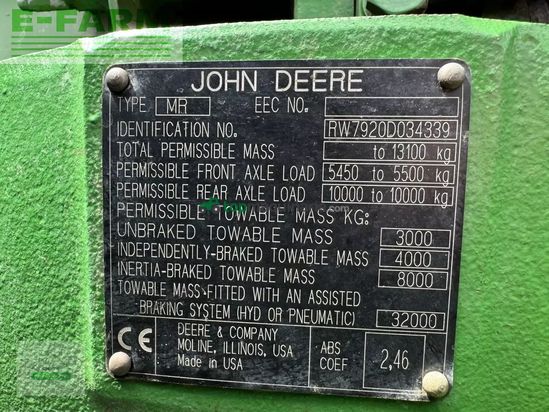 E-FARM
JOHN DEERE
TYPE MR EEC NO.
IDENTIFICATION NO. RW7920D034339
TOTAL PERMISSIBLE MASS to 13100 kg
PERMISSIBLE FRONT AXLE LOAD 5450 to 5500 kg
PERMISSIBLE REAR AXLE LOAD 10000 to 10000 kg
PERMISSIBLE TOWABLE MASS KG:
UNBRAKED TOWABLE MASS 3000
INDEPENDENTLY-BRAKED TOWABLE MASS 4000
INERTIA-BRAKED TOWABLE MASS 8000
TOWABLE MASS-FITTED WITH AN ASSISTED
BRAKING SYSTEM (HYD OR PNEUMATIC) 32000
CE DEERE & COMPANY
MOLINE, ILLINOIS, USA
Made in USA
ABS
COEF 2,46